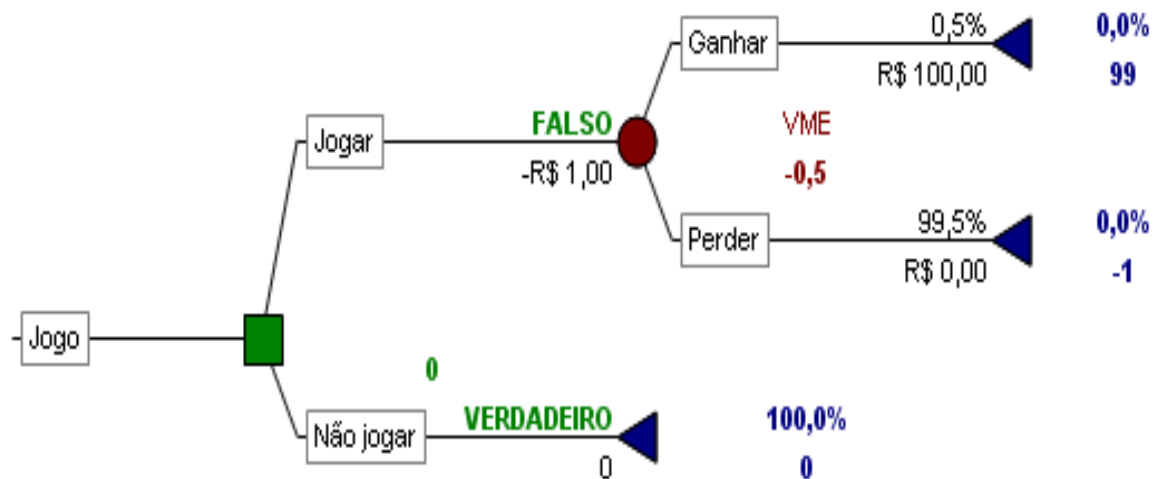 Ganhar 0,5% 0,0%
R$ 100,00 99
Jogar FALSO VME
-R$ 1,00 -0,5
Perder 99,5% 0,0%
R$ 0,00 -1
Jogo
0
Não jogar VERDADEIRO 100,0%
0 0